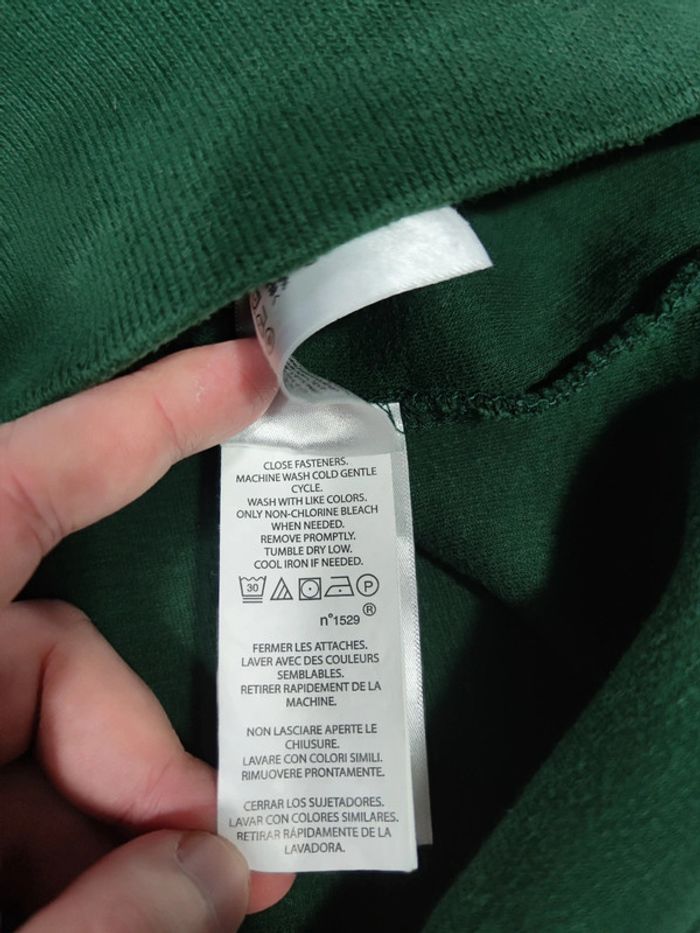 CLOSE FASTENERS.
MACHINE WASH COLD GENTLE
CYCLE.
WASH WITH LIKE COLORS.
ONLY NON-CHLORINE BLEACH
WHEN NEEDED.
REMOVE PROMPTLY.
TUMBLE DRY LOW.
COOL IRON IF NEEDED.
30 P
®
n°1529
FERMER LES ATTACHES.
LAVER AVEC DES COULEURS
SEMBLABLES.
RETIRER RAPIDEMENT DE LA
MACHINE.
NON LASCIARE APERTE LE
CHIUSURE.
LAVARE CON COLORI SIMILI.
RIMUOVERE PRONTAMENTE.
CERRAR LOS SUJETADORES.
LAVAR CON COLORES SIMILARES.
RETIRAR RÁPIDAMENTE DE LA
LAVADORA.